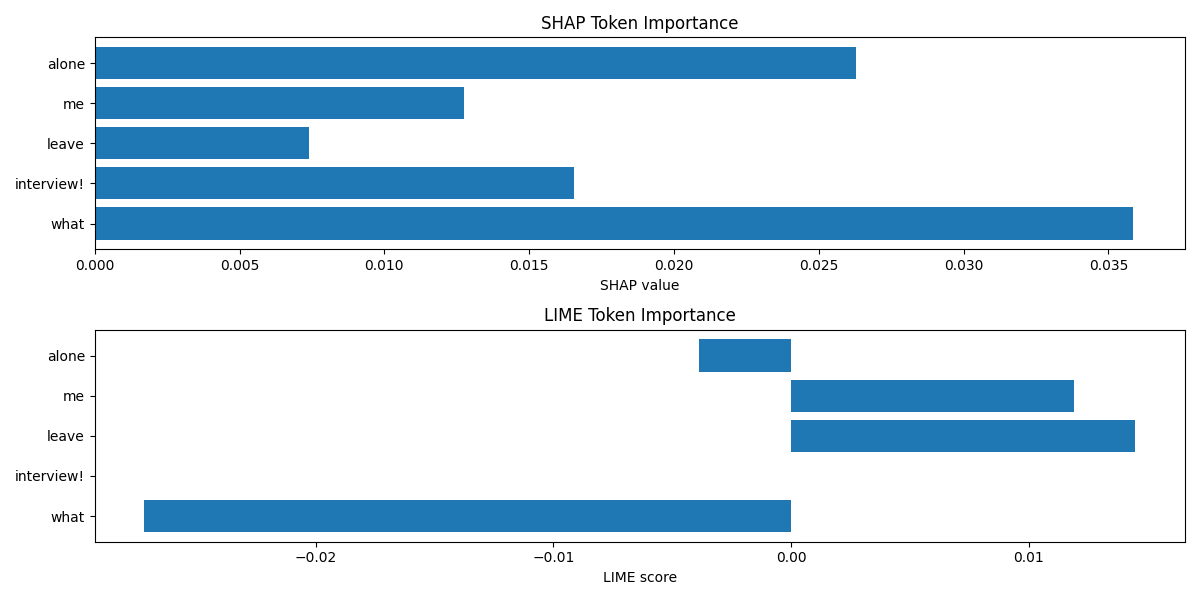 SHAP Token Importance
alone
me
leave
interview!
what
0.000 0.005 0.010 0.015 0.020 0.025 0.030 0.035
SHAP value
LIME Token Importance
alone
me
leave
interview!
what
−0.02 −0.01 0.00 0.01
LIME score